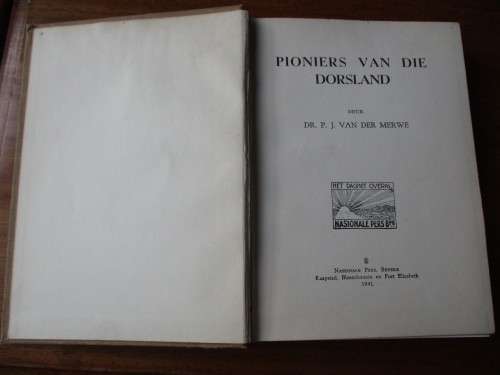 PIONIERS VAN DIE
DORSLAND
DEUR
DR. P. J. VAN DER MERWE
HET DAGHET OVERAL
NASIONALE PERS BPK
NASIONALE PERS, BEPERK
Kaapstad, Bloemfontein en Port Elizabeth
1941.